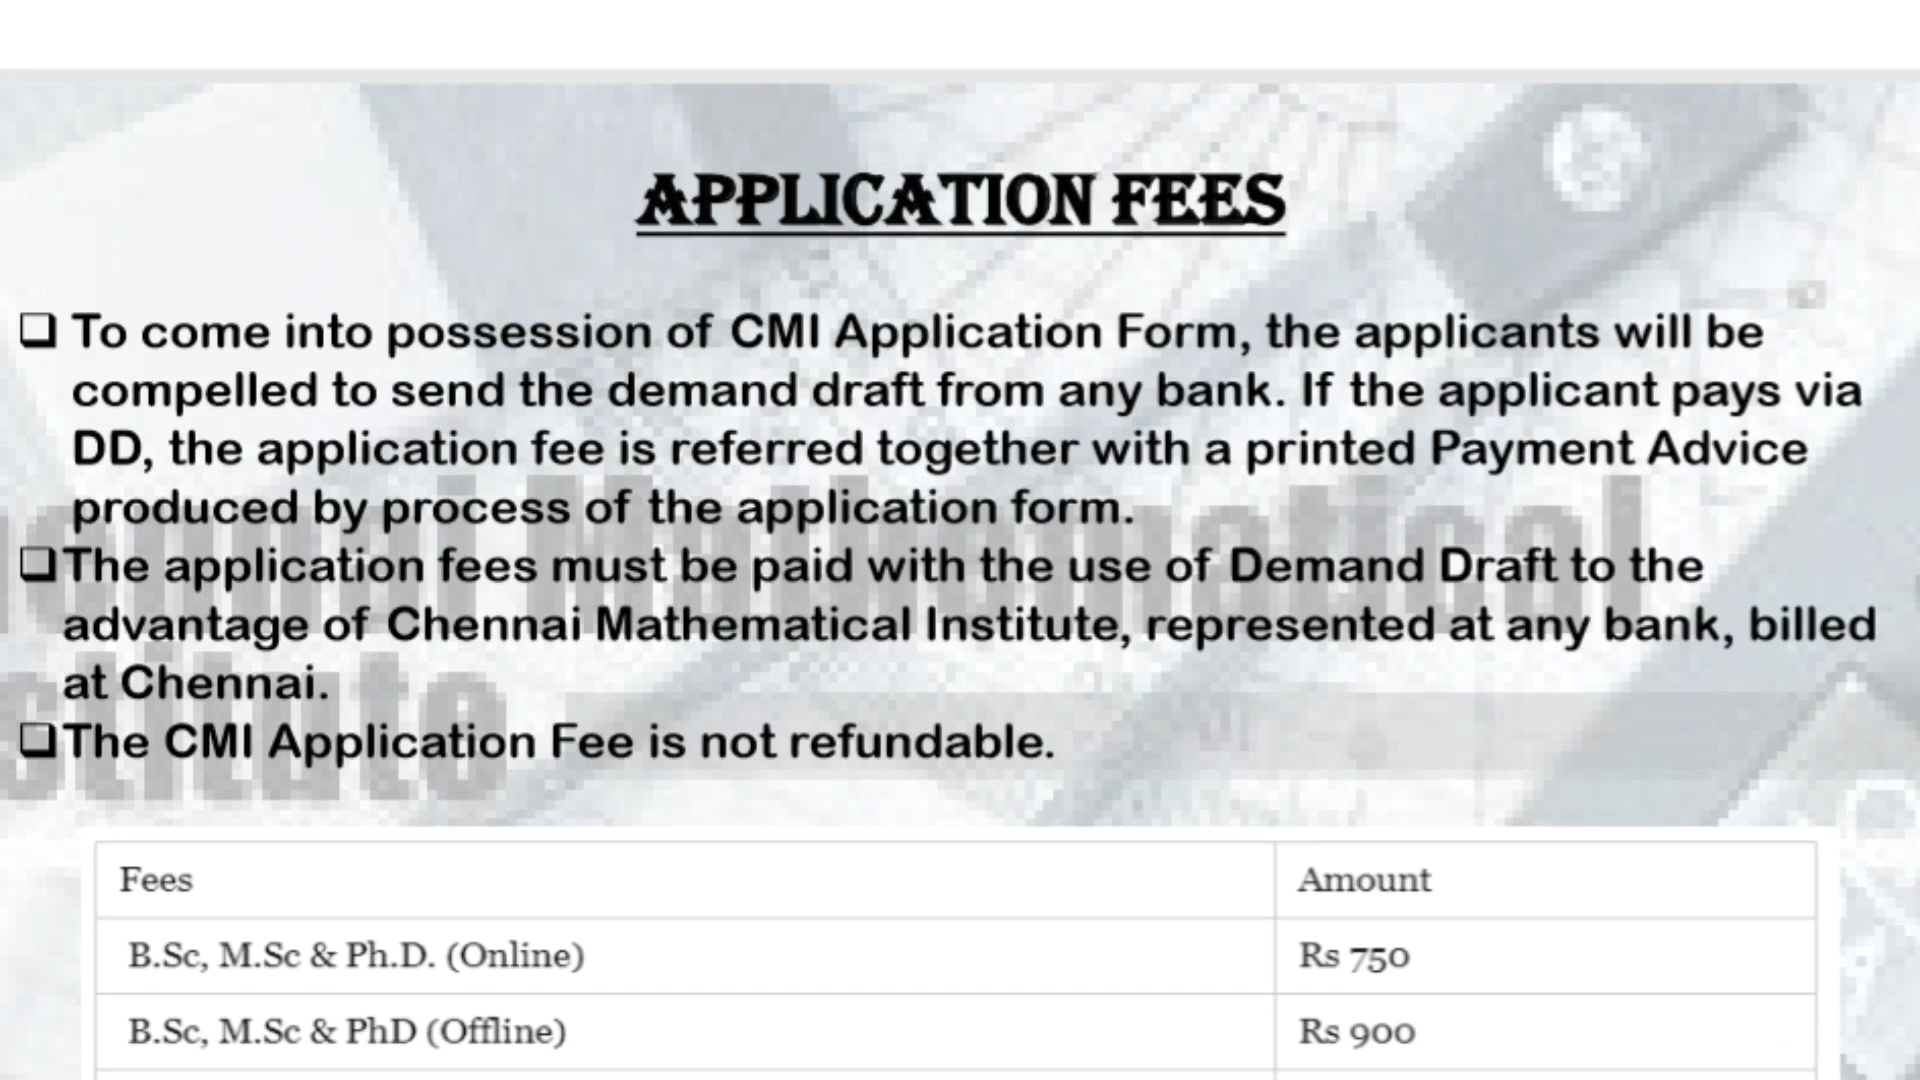 APPLICATION FEES
❑ To come into possession of CMI Application Form, the applicants will be
compelled to send the demand draft from any bank. If the applicant pays via
DD, the application fee is referred together with a printed Payment Advice
produced by process of the application form.
❑The application fees must be paid with the use of Demand Draft to the
advantage of Chennai Mathematical Institute, represented at any bank, billed
at Chennai.
❑The CMI Application Fee is not refundable.
Fees Amount
B.Sc, M.Sc & Ph.D. (Online) Rs 750
B.Sc, M.Sc & PhD (Offline) Rs 900